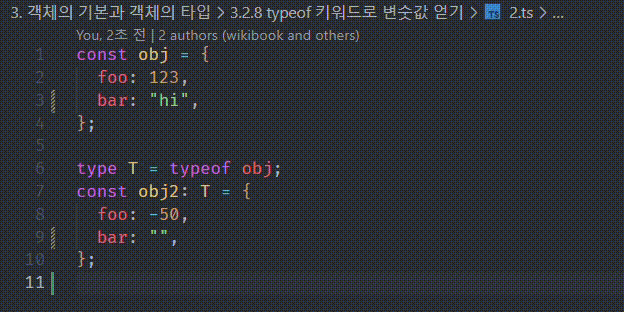 3. 객체의 기본과 객체의 타입 > 3.2.8 typeof 키워드로 변숫값 얻기 > TS 2.ts > ...
You, 2초 전 | 2 authors (wikibook and others)
1 const obj = {
2 foo: 123,
3 bar: "hi",
4 };
5
6 type T = typeof obj;
7 const obj2: T = {
8 foo: -50,
9 bar: "",
10 };
11